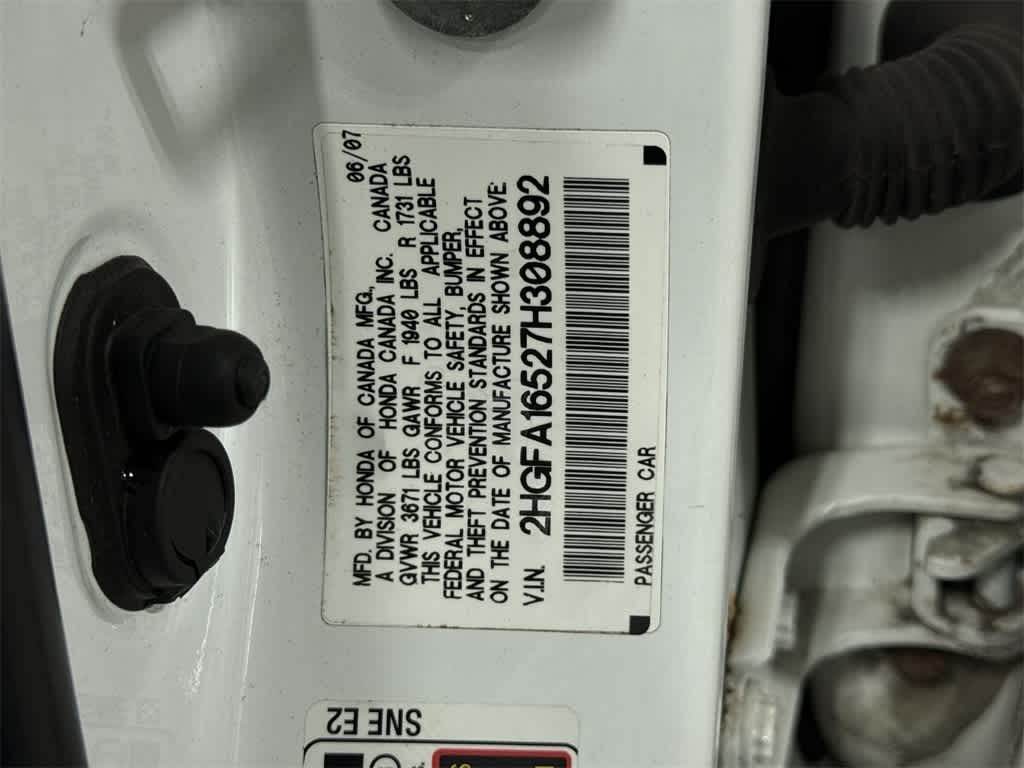 MFD. BY HONDA OF CANADA MFG., 06/07
A DIVISION OF HONDA CANADA INC. CANADA
GVWR 3671 LBS GAWR F 1940 LBS R 1731 LBS
THIS VEHICLE CONFORMS TO ALL APPLICABLE
FEDERAL MOTOR VEHICLE SAFETY, BUMPER,
AND THEFT PREVENTION STANDARDS IN EFFECT
ON THE DATE OF MANUFACTURE SHOWN ABOVE:
V.I.N. 2HGFA16527H308892
PASSENGER CAR
SNE E2